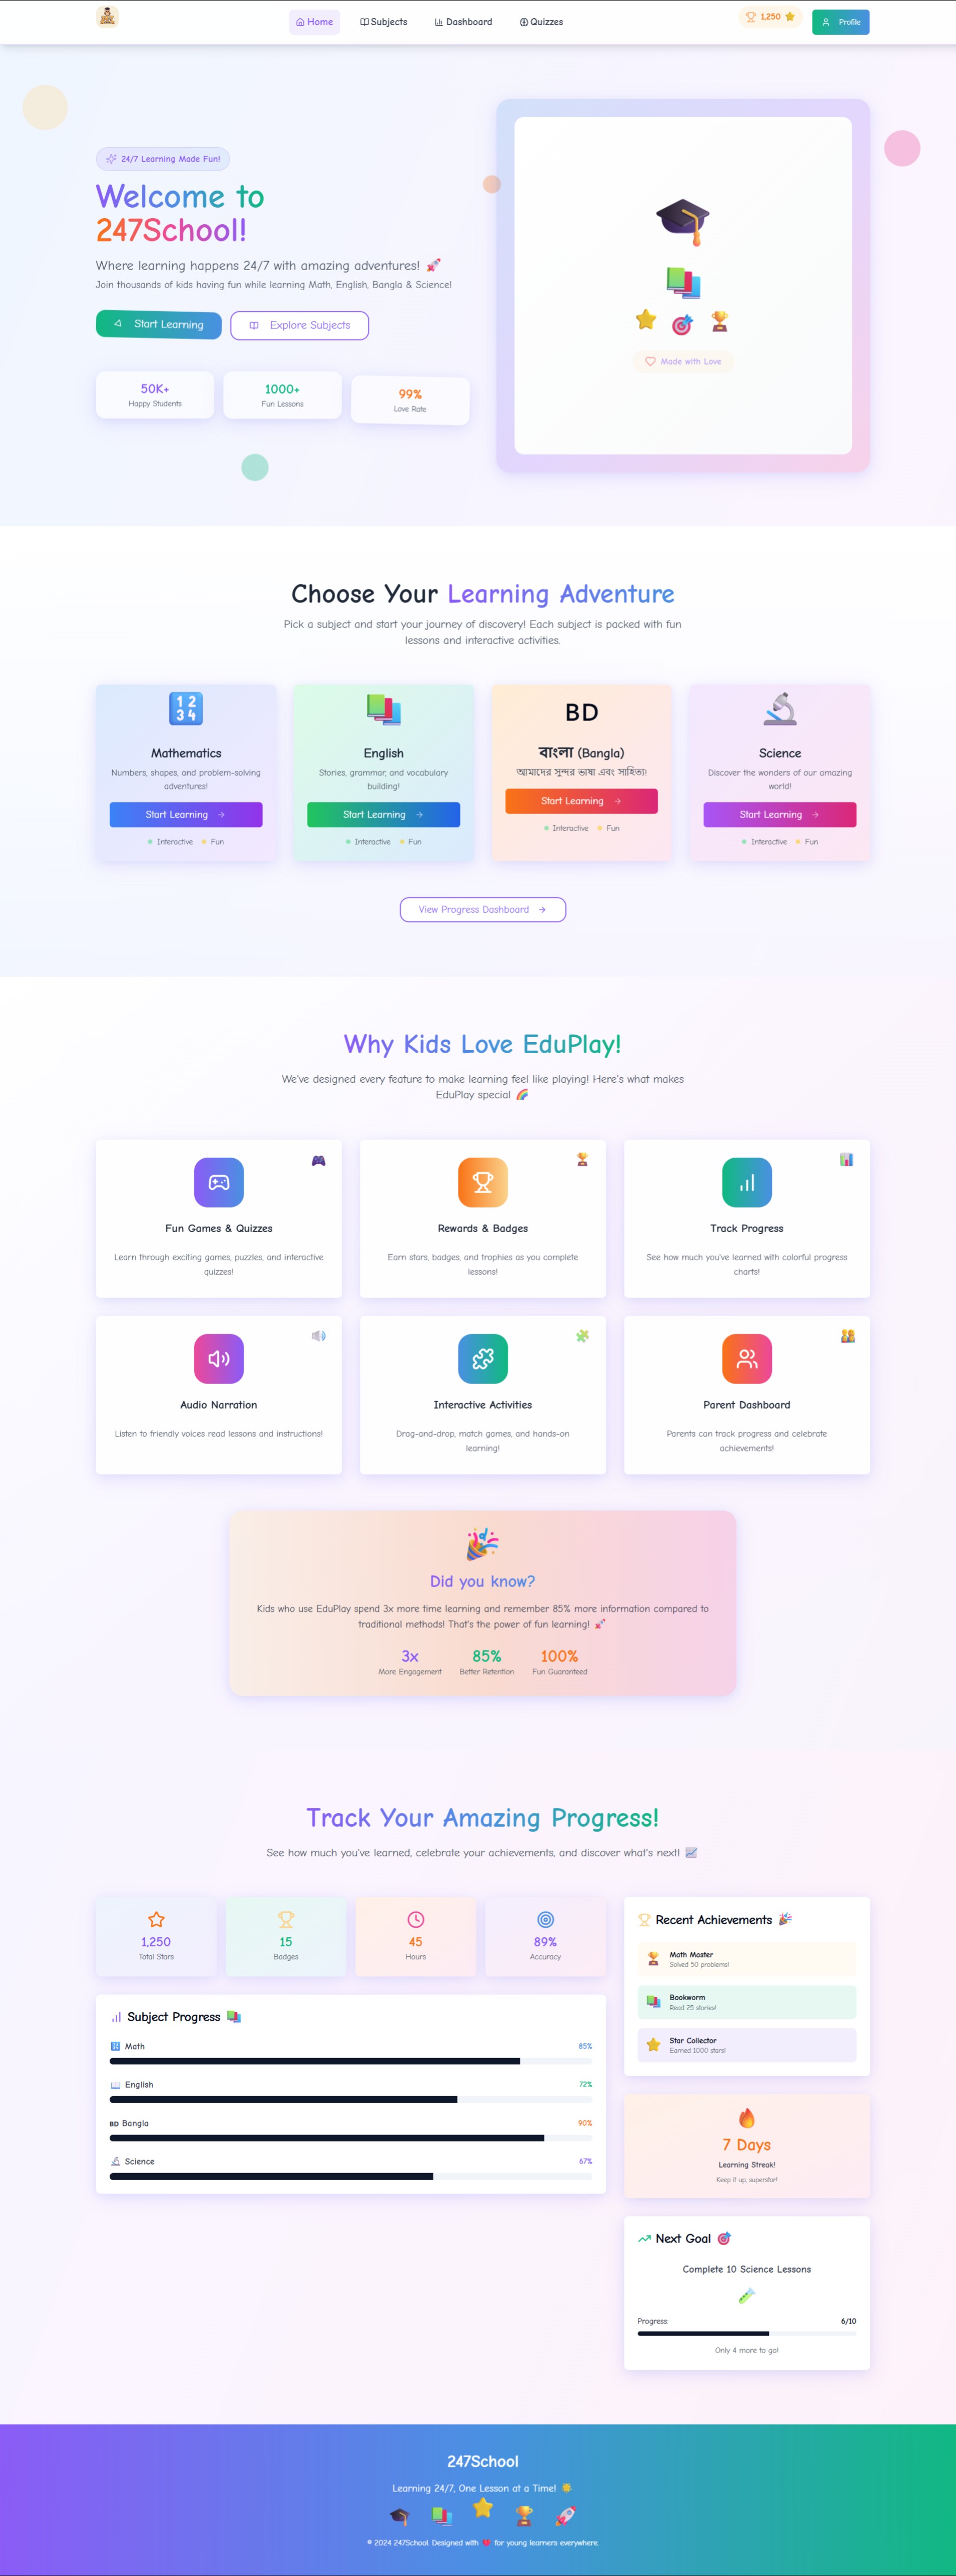 Home
Subjects
Dashboard
Quizzes
1,250
Profile
24/7 Learning Made Fun!
Welcome to
247School!
Where learning happens 24/7 with amazing adventures! 🚀
Join thousands of kids having fun while learning Math, English, Bangla & Science!
Start Learning
Explore Subjects
50K+
Happy Students
1000+
Fun Lessons
99%
Love Rate
Made with Love
Choose Your Learning Adventure
Pick a subject and start your journey of discovery! Each subject is packed with fun
lessons and interactive activities.
1 2
3 4
Mathematics
Numbers, shapes, and problem-solving
adventures!
Start Learning →
Interactive Fun
English
Stories, grammar, and vocabulary
building!
Start Learning →
Interactive Fun
BD
বাংলা (Bangla)
আমাদের সুন্দর ভাষা এবং সাহিত্য!
Start Learning →
Interactive Fun
Science
Discover the wonders of our amazing
world!
Start Learning →
Interactive Fun
View Progress Dashboard →
Why Kids Love EduPlay!
We've designed every feature to make learning feel like playing! Here's what makes
EduPlay special 🌈
Fun Games & Quizzes
Learn through exciting games, puzzles, and interactive
quizzes!
Rewards & Badges
Earn stars, badges, and trophies as you complete
lessons!
Track Progress
See how much you've learned with colorful progress
charts!
Audio Narration
Listen to friendly voices read lessons and instructions!
Interactive Activities
Drag-and-drop, match games, and hands-on
learning!
Parent Dashboard
Parents can track progress and celebrate
achievements!
Did you know?
Kids who use EduPlay spend 3x more time learning and remember 85% more information compared to
traditional methods! That's the power of fun learning! 🚀
3x
More Engagement
85%
Better Retention
100%
Fun Guaranteed
Track Your Amazing Progress!
See how much you've learned, celebrate your achievements, and discover what's next! 📈
1,250
Total Stars
15
Badges
45
Hours
89%
Accuracy
Subject Progress 📚
Math 85%
English 72%
BD Bangla 90%
Science 67%
Recent Achievements 🎉
Math Master
Solved 50 problems!
Bookworm
Read 25 stories!
Star Collector
Earned 1000 stars!
7 Days
Learning Streak!
Keep it up, superstar!
Next Goal 🎯
Complete 10 Science Lessons
Progress 6/10
Only 4 more to go!
247School
Learning 24/7, One Lesson at a Time! 🌟
© 2024 247School. Designed with ❤️ for young learners everywhere.